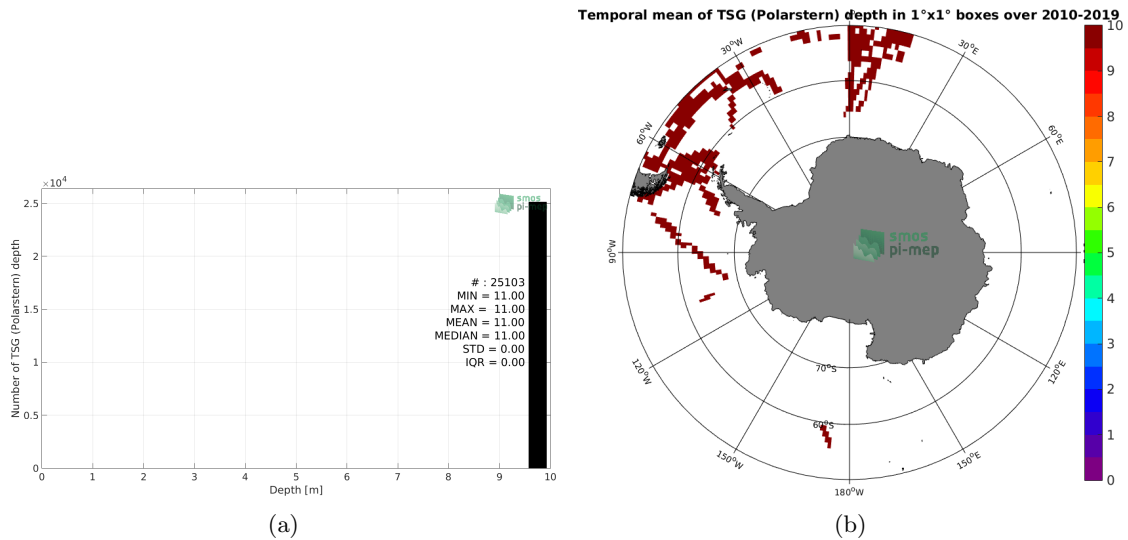 Temporal mean of TSG (Polarstern) depth in 1°x1° boxes over 2010-2019
×10⁴
2.5
2
1.5
1
0.5
0
Number of TSG (Polarstern) depth
smos
pi-mep
# : 25103
MIN = 11.00
MAX =  11.00
MEAN = 11.00
MEDIAN = 11.00
STD = 0.00
IQR = 0.00
0 1 2 3 4 5 6 7 8 9 10
Depth [m]
(a)
30°W
30°E
60°W
60°E
90°W
smos
pi-mep
120°W
120°E
70°S
60°S
150°W
150°E
180°W
10
9
8
7
6
5
4
3
2
1
0
(b)